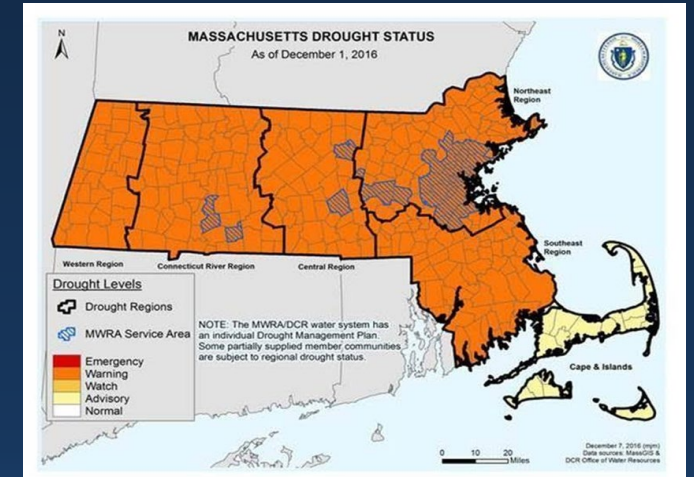 MASSACHUSETTS DROUGHT STATUS
As of December 1, 2016
N
Northeast
Region
Southeast
Region
Western Region
Connecticut River Region
Central Region
Cape & Islands
Drought Levels
Drought Regions
MWRA Service Area
Emergency
Warning
Watch
Advisory
Normal
NOTE: The MWRA/DCR water system has
an individual Drought Management Plan.
Some partially supplied member communities
are subject to regional drought status.
0 10 20
Miles
December 7, 2016 (mjm)
Data sources: MassGIS &
DCR Office of Water Resources